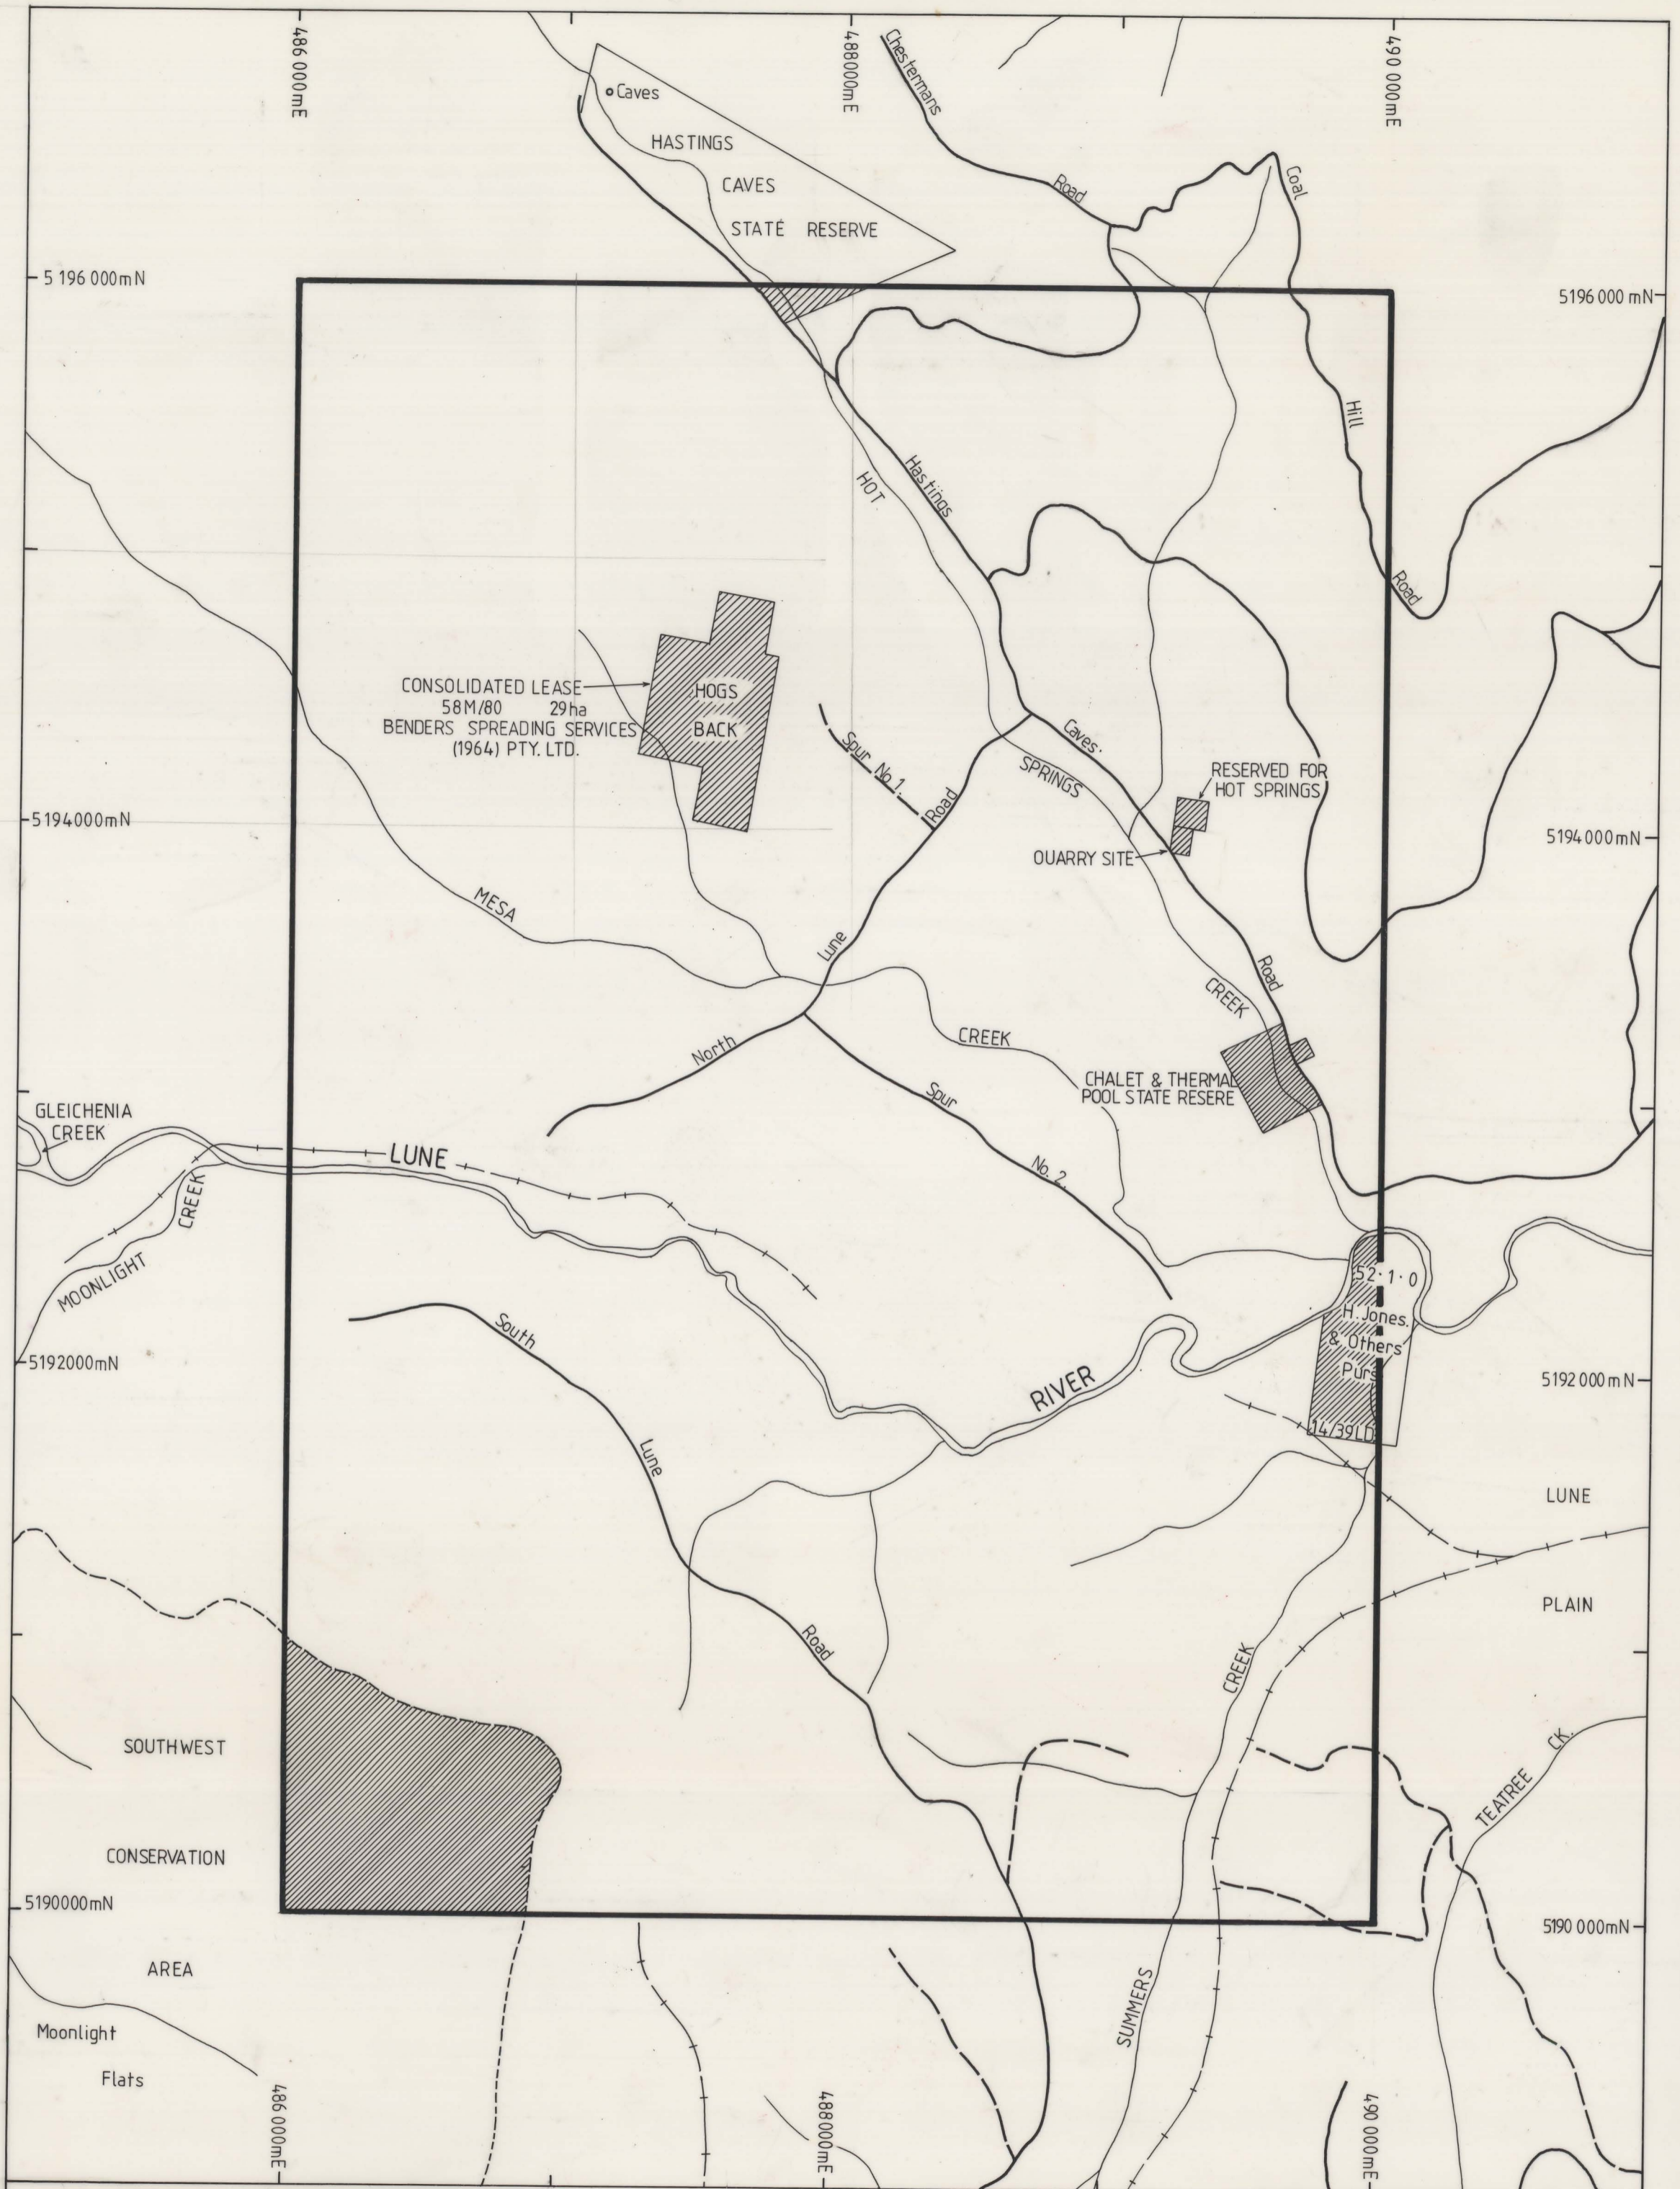 486 000mE
488000mE
490 000mE
Chestermans
Road
Coal
Hill
Road
Caves
HASTINGS
CAVES
STATE RESERVE
5 196 000mN
5196 000 mN
HOT
Hastings
CONSOLIDATED LEASE
58M/80 29ha
BENDERS SPREADING SERVICES
(1964) PTY. LTD.
HOGS
BACK
Spur No 1.
Road
Caves
SPRINGS
RESERVED FOR
HOT SPRINGS
5194000mN
5194 000mN
QUARRY SITE
MESA
Lune
Road
CREEK
North
CREEK
Spur
CHALET & THERMAL
POOL STATE RESERE
GLEICHENIA
CREEK
LUNE
CREEK
MOONLIGHT
No. 2
52·1·0
H. Jones.
& Others
Purs
14/39LD
South
5192000mN
5192 000mN
RIVER
Lune
LUNE
PLAIN
Road
CREEK
SOUTHWEST
CONSERVATION
AREA
TEATREE CK.
5190000mN
5190 000mN
SUMMERS
Moonlight
Flats
486 000mE
488000mE
490 000mE